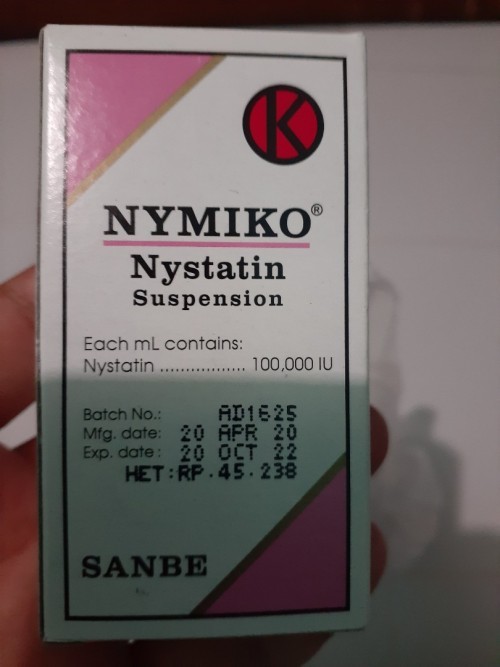 K
NYMIKO®
Nystatin
Suspension
Each mL contains:
Nystatin ................. 100,000 IU
Batch No.: AD1625
Mfg. date: 20 APR 20
Exp. date : 20 OCT 22
HET:RP.45.238
SANBE